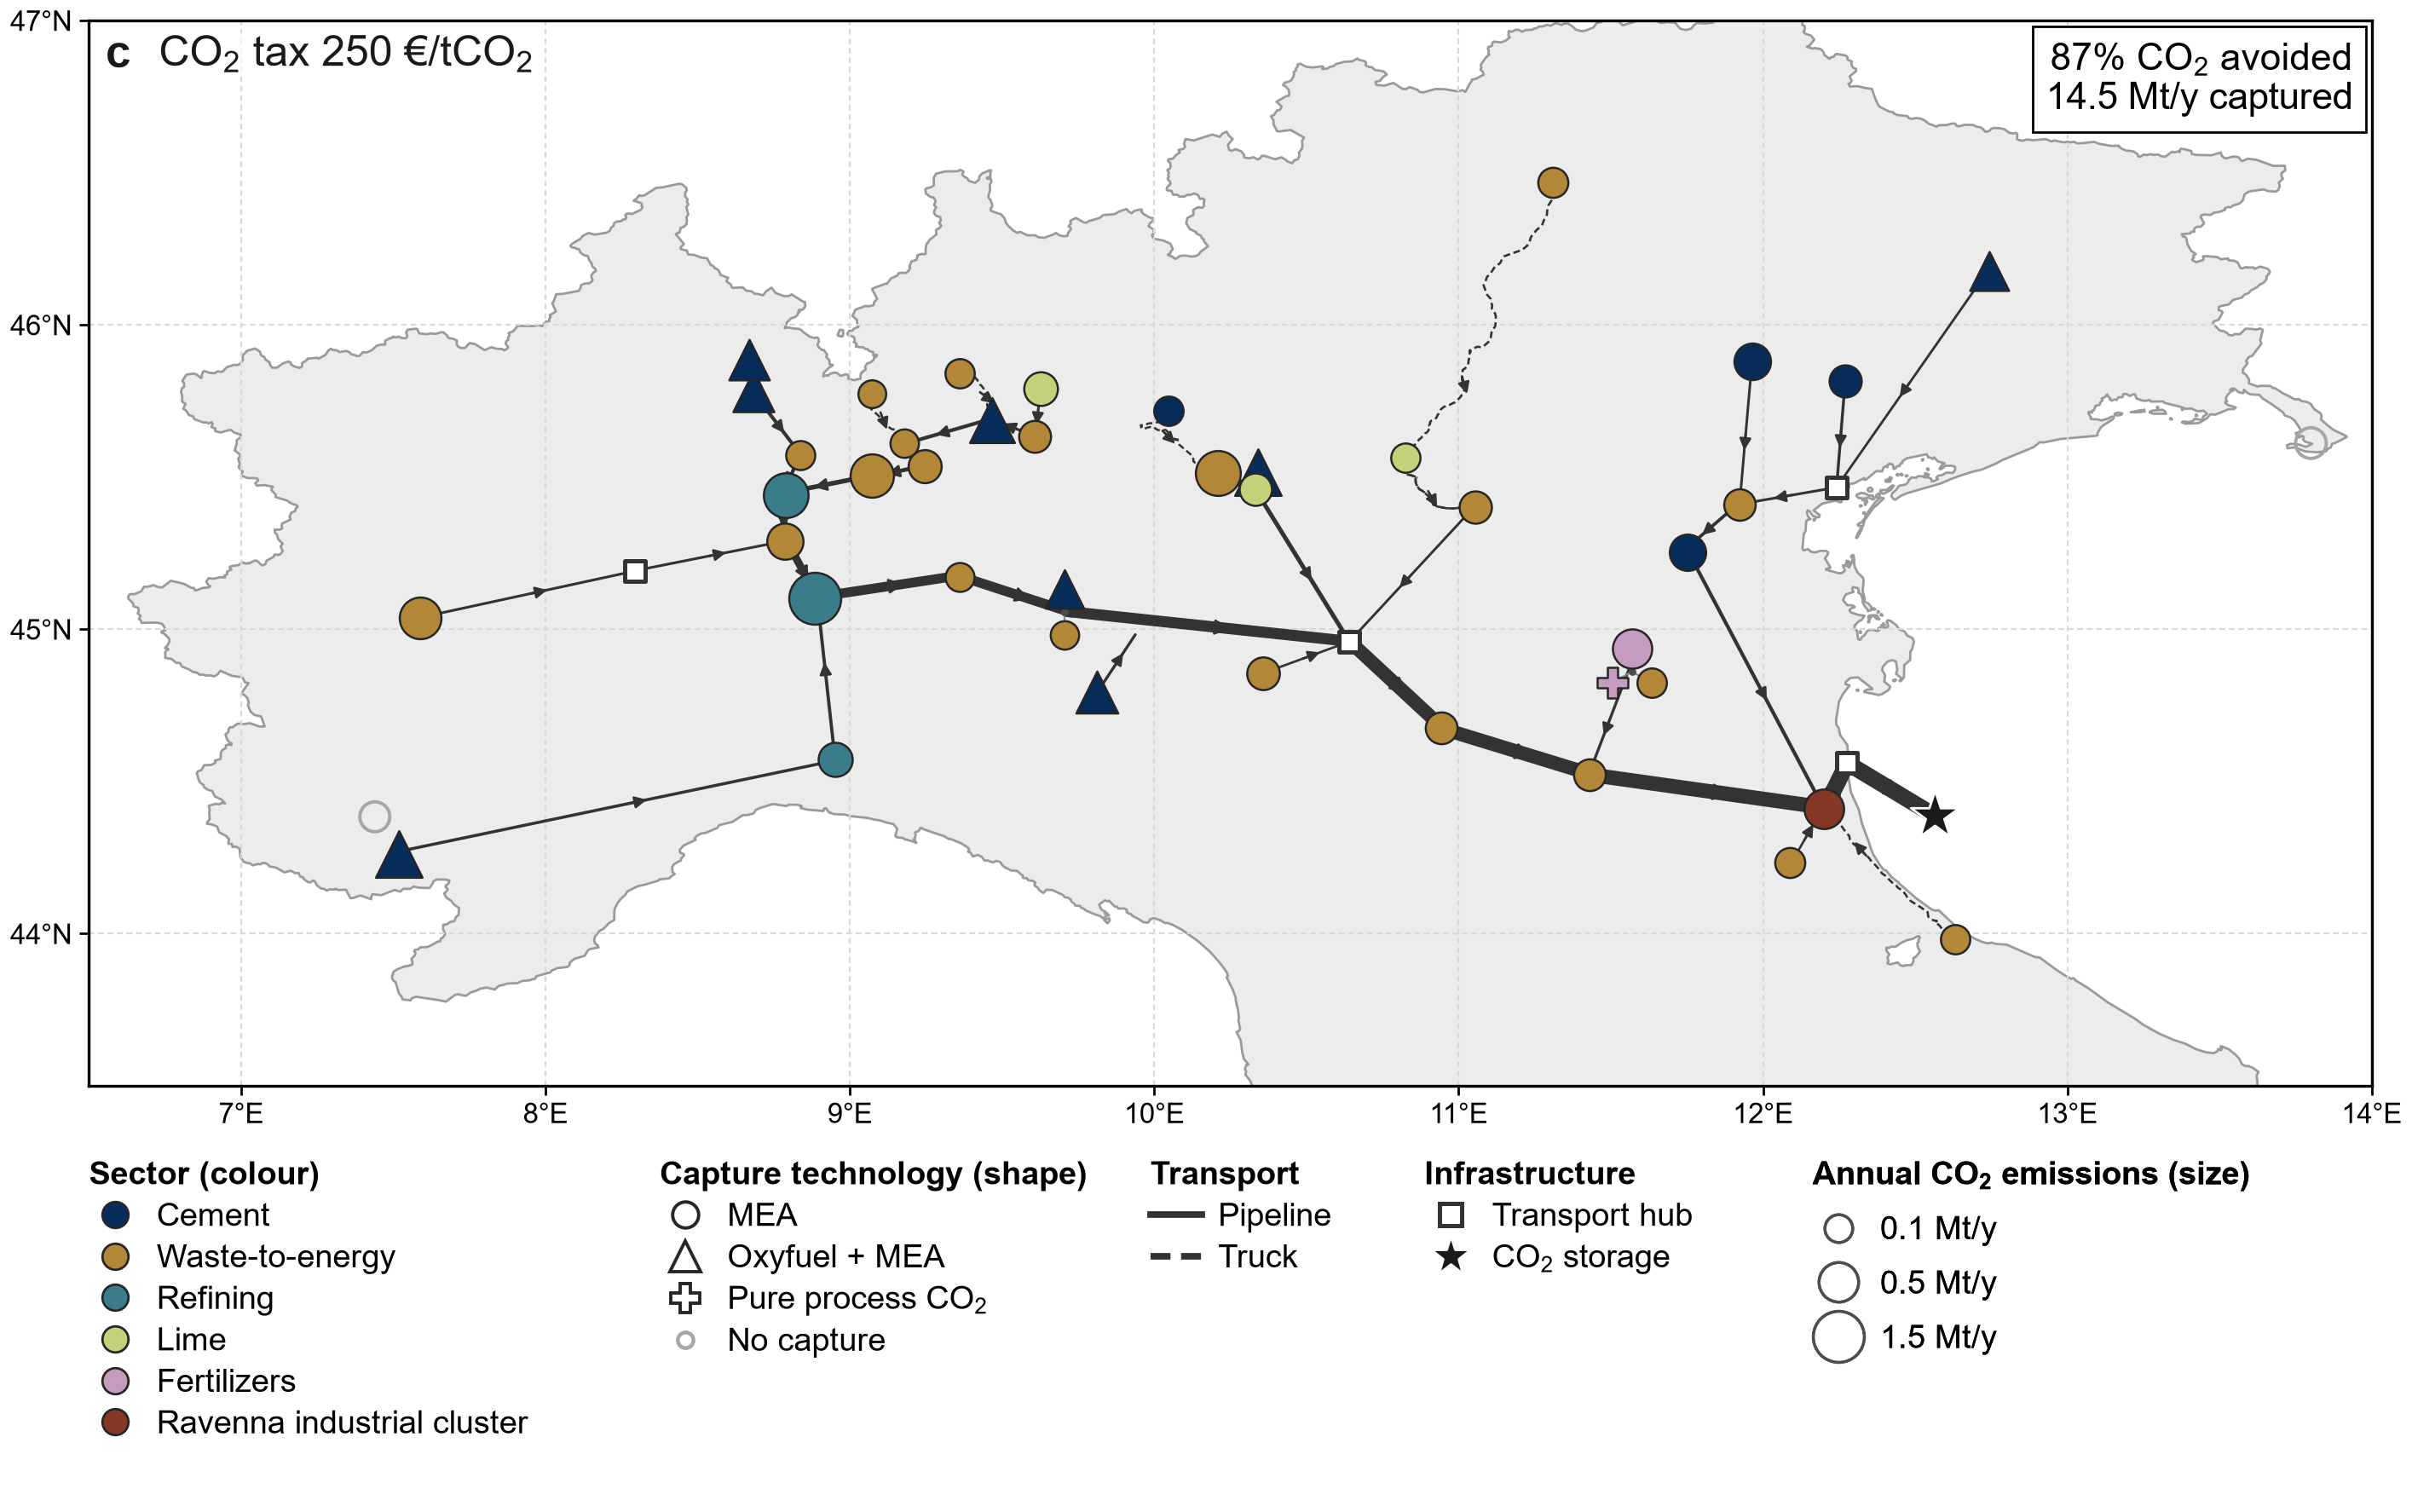 c CO₂ tax 250 €/tCO₂
87% CO₂ avoided
14.5 Mt/y captured
47°N
46°N
45°N
44°N
7°E 8°E 9°E 10°E 11°E 12°E 13°E 14°E
Sector (colour)
Cement
Waste-to-energy
Refining
Lime
Fertilizers
Ravenna industrial cluster
Capture technology (shape)
MEA
Oxyfuel + MEA
Pure process CO₂
No capture
Transport
Pipeline
Truck
Infrastructure
Transport hub
CO₂ storage
Annual CO₂ emissions (size)
0.1 Mt/y
0.5 Mt/y
1.5 Mt/y